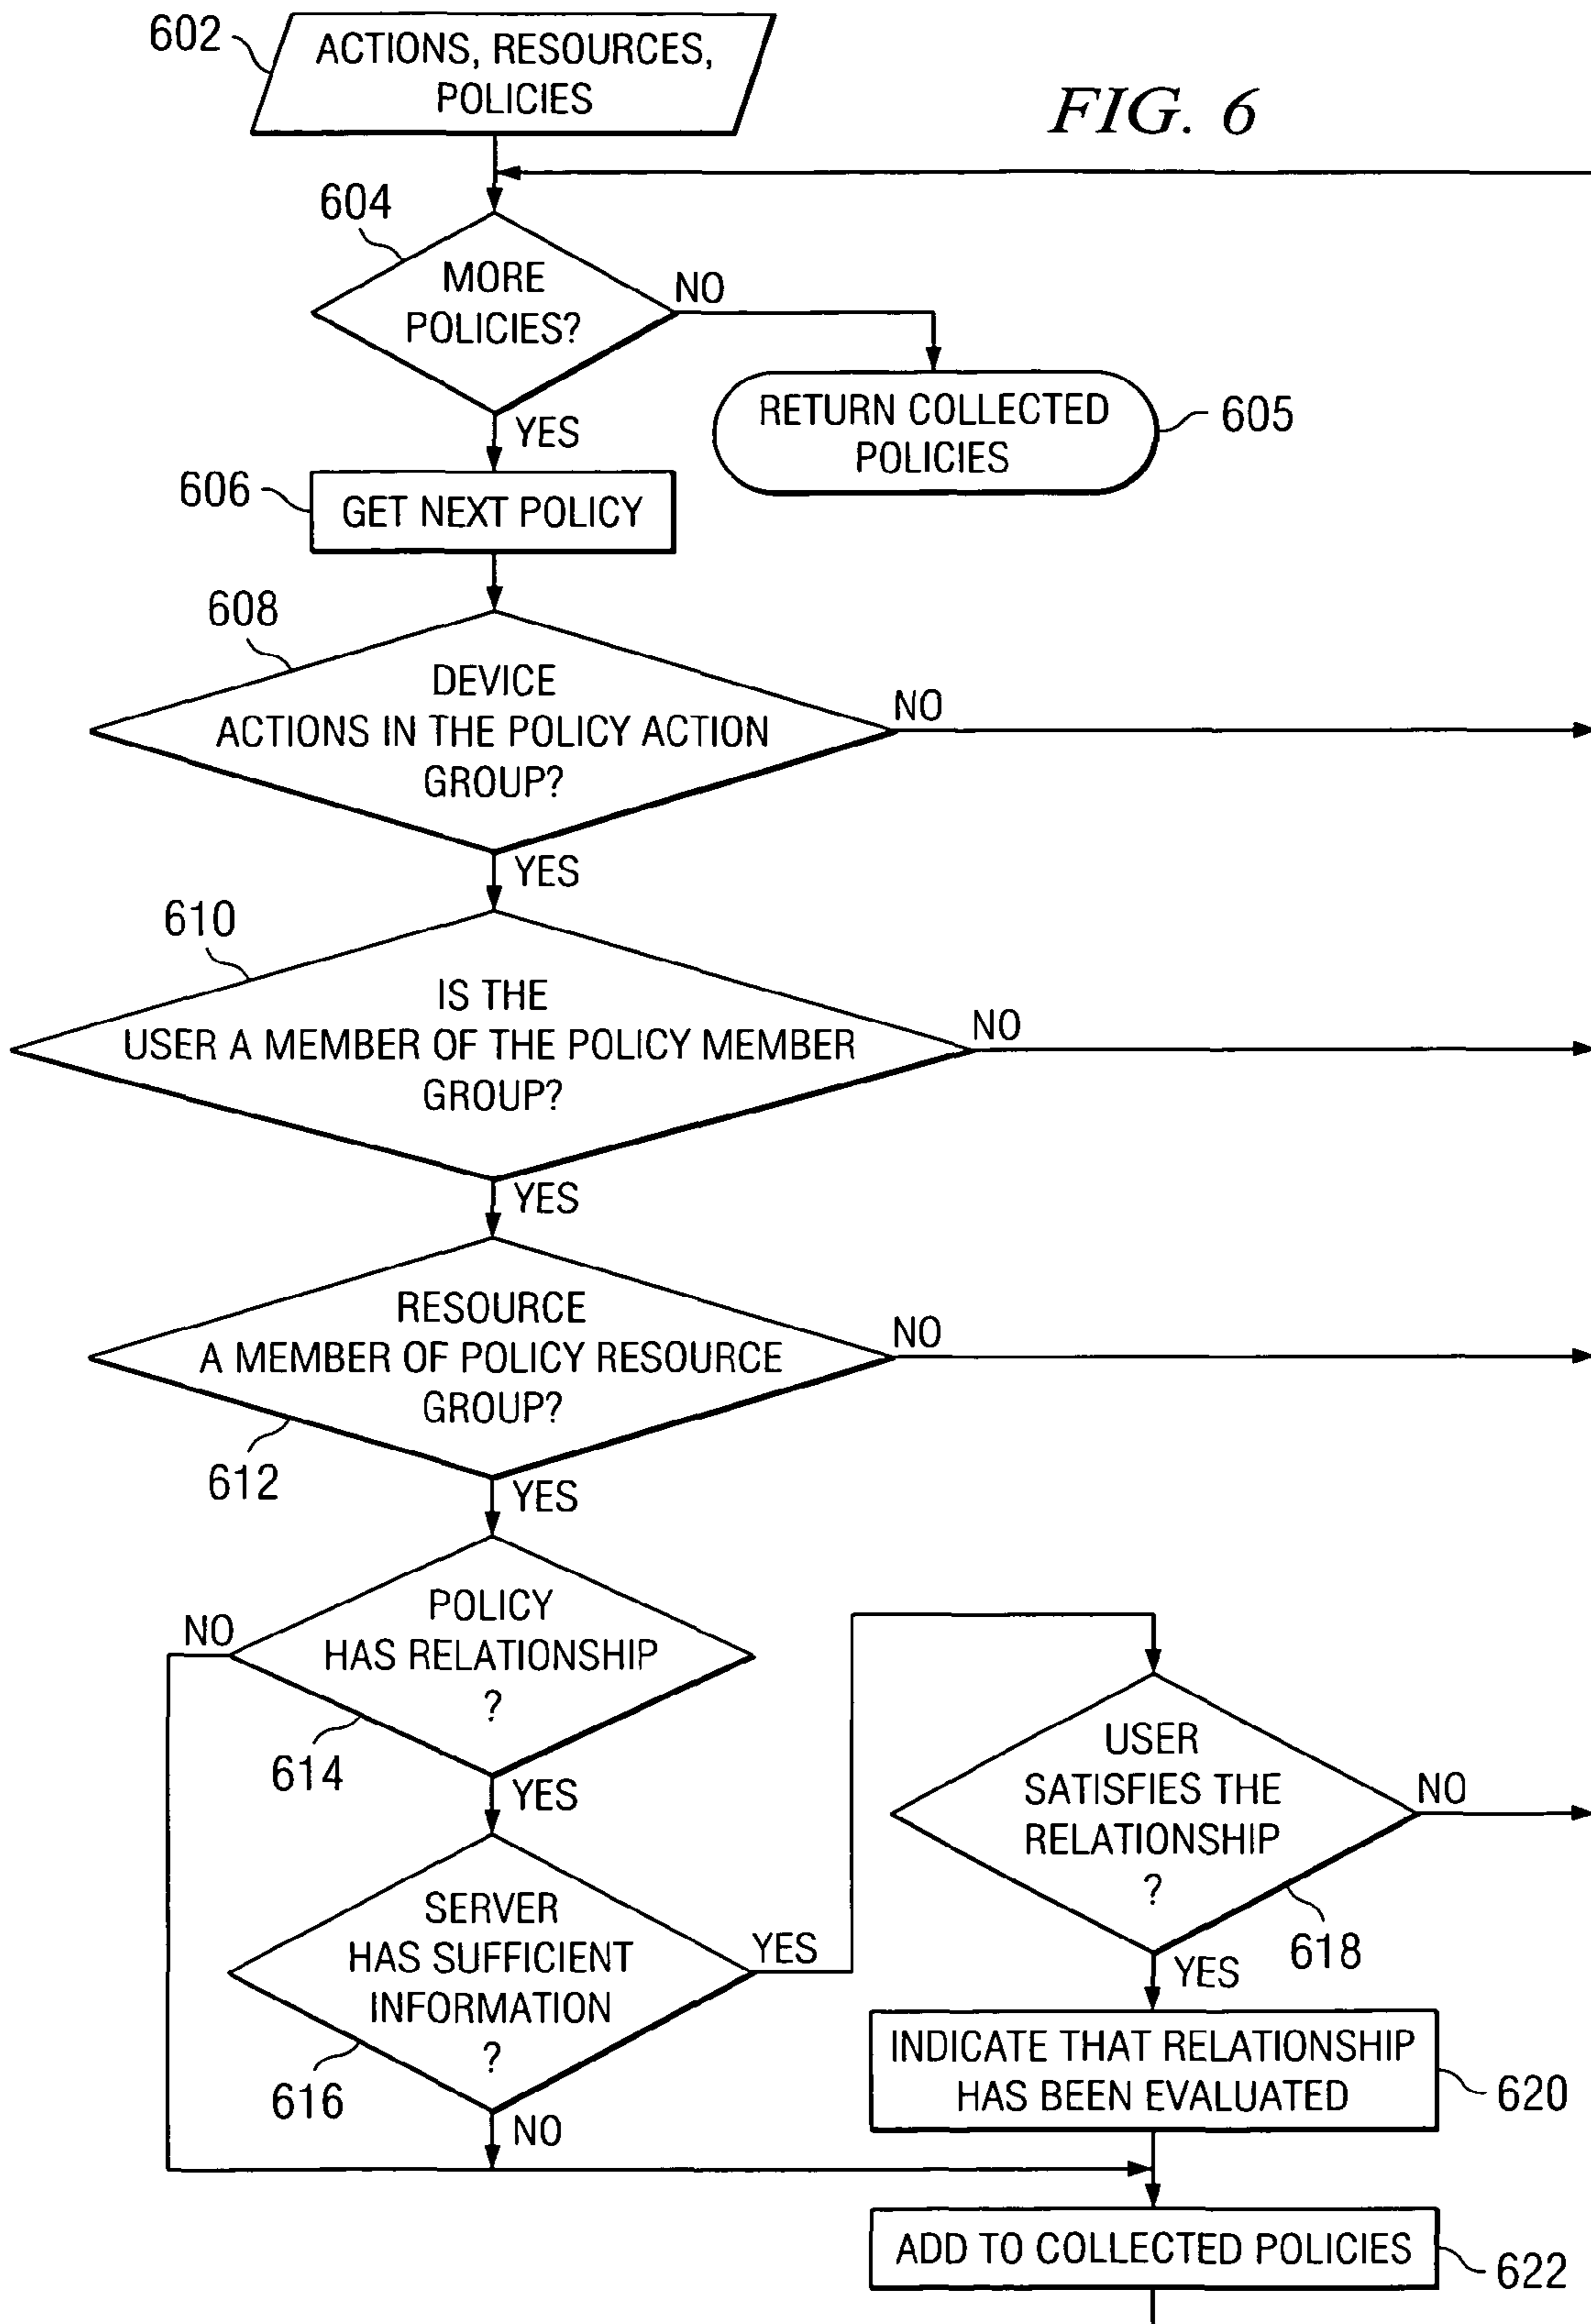 602
ACTIONS, RESOURCES,
POLICIES
FIG. 6
604
MORE
POLICIES?
NO
YES
RETURN COLLECTED
POLICIES
605
606
GET NEXT POLICY
608
DEVICE
ACTIONS IN THE POLICY ACTION
GROUP?
NO
YES
610
IS THE
USER A MEMBER OF THE POLICY MEMBER
GROUP?
NO
YES
RESOURCE
A MEMBER OF POLICY RESOURCE
GROUP?
NO
612
YES
POLICY
HAS RELATIONSHIP
?
NO
614
YES
SERVER
HAS SUFFICIENT
INFORMATION
?
YES
616
NO
USER
SATISFIES THE
RELATIONSHIP
?
NO
618
YES
INDICATE THAT RELATIONSHIP
HAS BEEN EVALUATED
620
ADD TO COLLECTED POLICIES
622